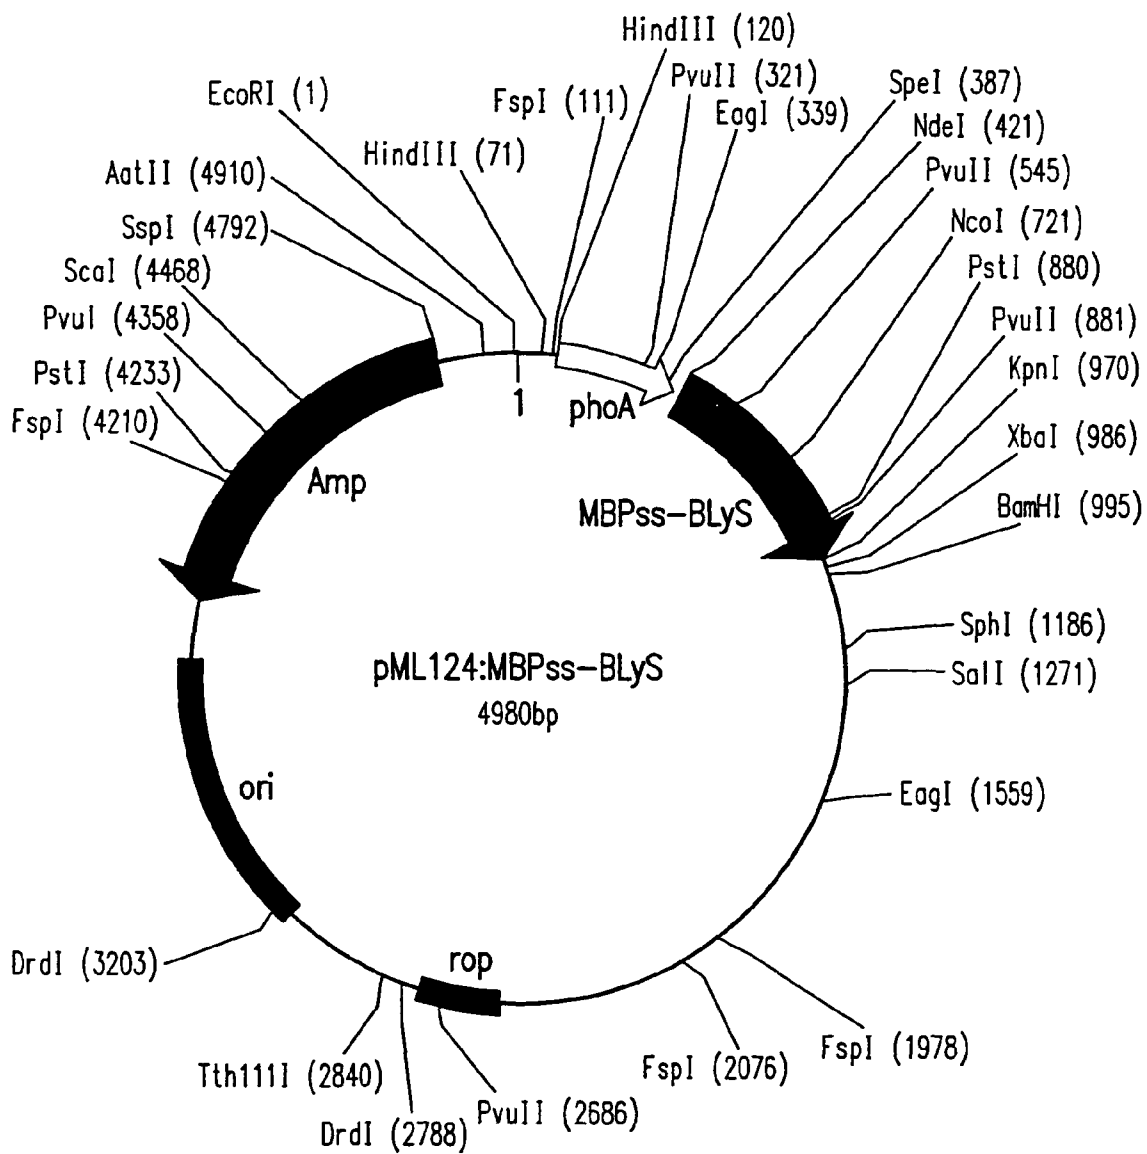 HindIII (120)
PvuII (321)
EagI (339)
SpeI (387)
NdeI (421)
PvuII (545)
NcoI (721)
PstI (880)
PvuII (881)
KpnI (970)
XbaI (986)
BamHI (995)
SphI (1186)
SalI (1271)
EagI (1559)
FspI (1978)
FspI (2076)
PvuII (2686)
DrdI (2788)
Tth111I (2840)
DrdI (3203)
FspI (4210)
PstI (4233)
PvuI (4358)
ScaI (4468)
SspI (4792)
AatII (4910)
EcoRI (1)
HindIII (71)
FspI (111)
1
phoA
MBPss-BLyS
Amp
pML124:MBPss-BLyS
4980bp
ori
rop